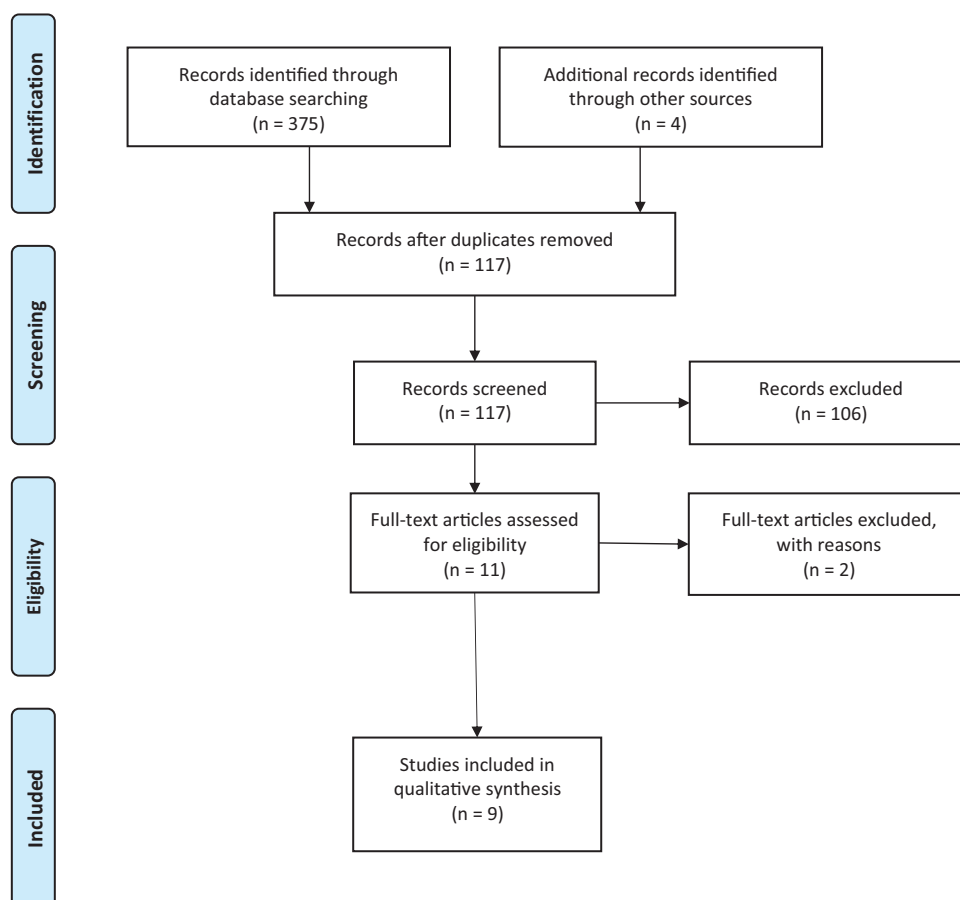 Identification
Records identified through
database searching
(n = 375)
Additional records identified
through other sources
(n = 4)
Records after duplicates removed
(n = 117)
Screening
Records screened
(n = 117)
Records excluded
(n = 106)
Eligibility
Full-text articles assessed
for eligibility
(n = 11)
Full-text articles excluded,
with reasons
(n = 2)
Included
Studies included in
qualitative synthesis
(n = 9)